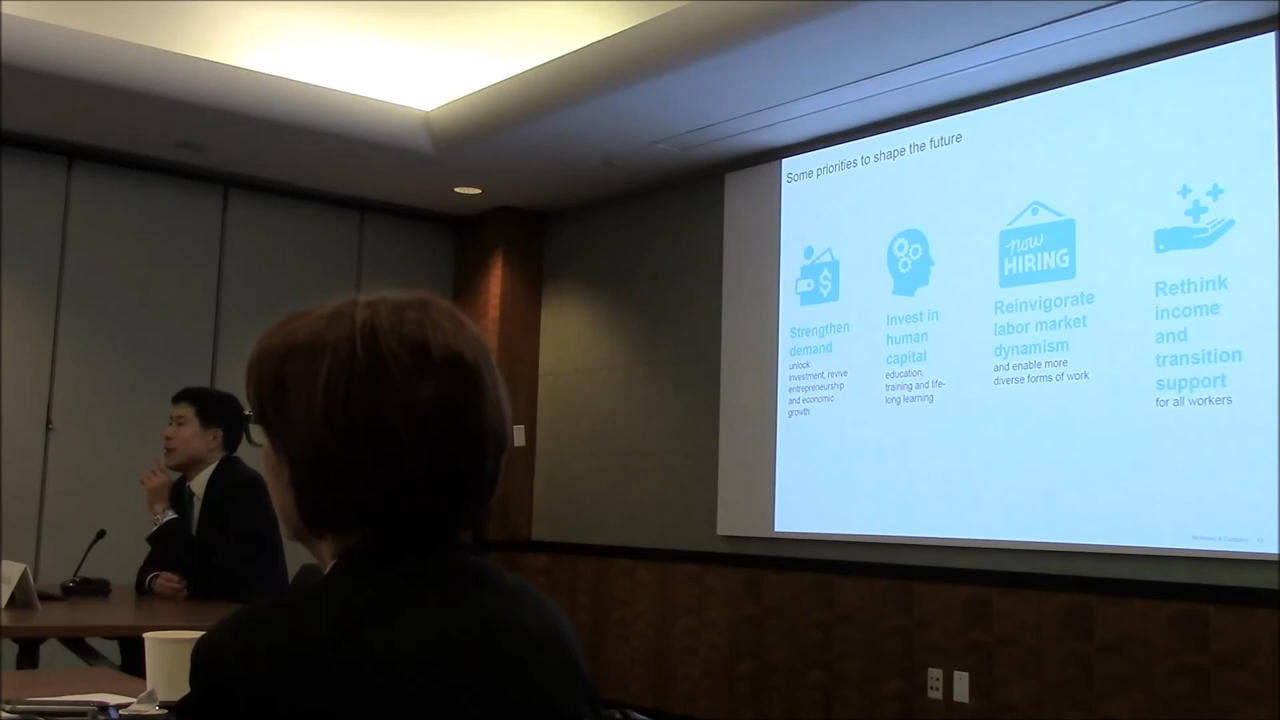 Some priorities to shape the future
now
HIRING
$
Strengthen
demand
unlock
investment, revive
entrepreneurship
and economic
growth
Invest in
human
capital
education,
training and life-
long learning
Reinvigorate
labor market
dynamism
and enable more
diverse forms of work
Rethink
income
and
transition
support
for all workers
McKinsey & Company